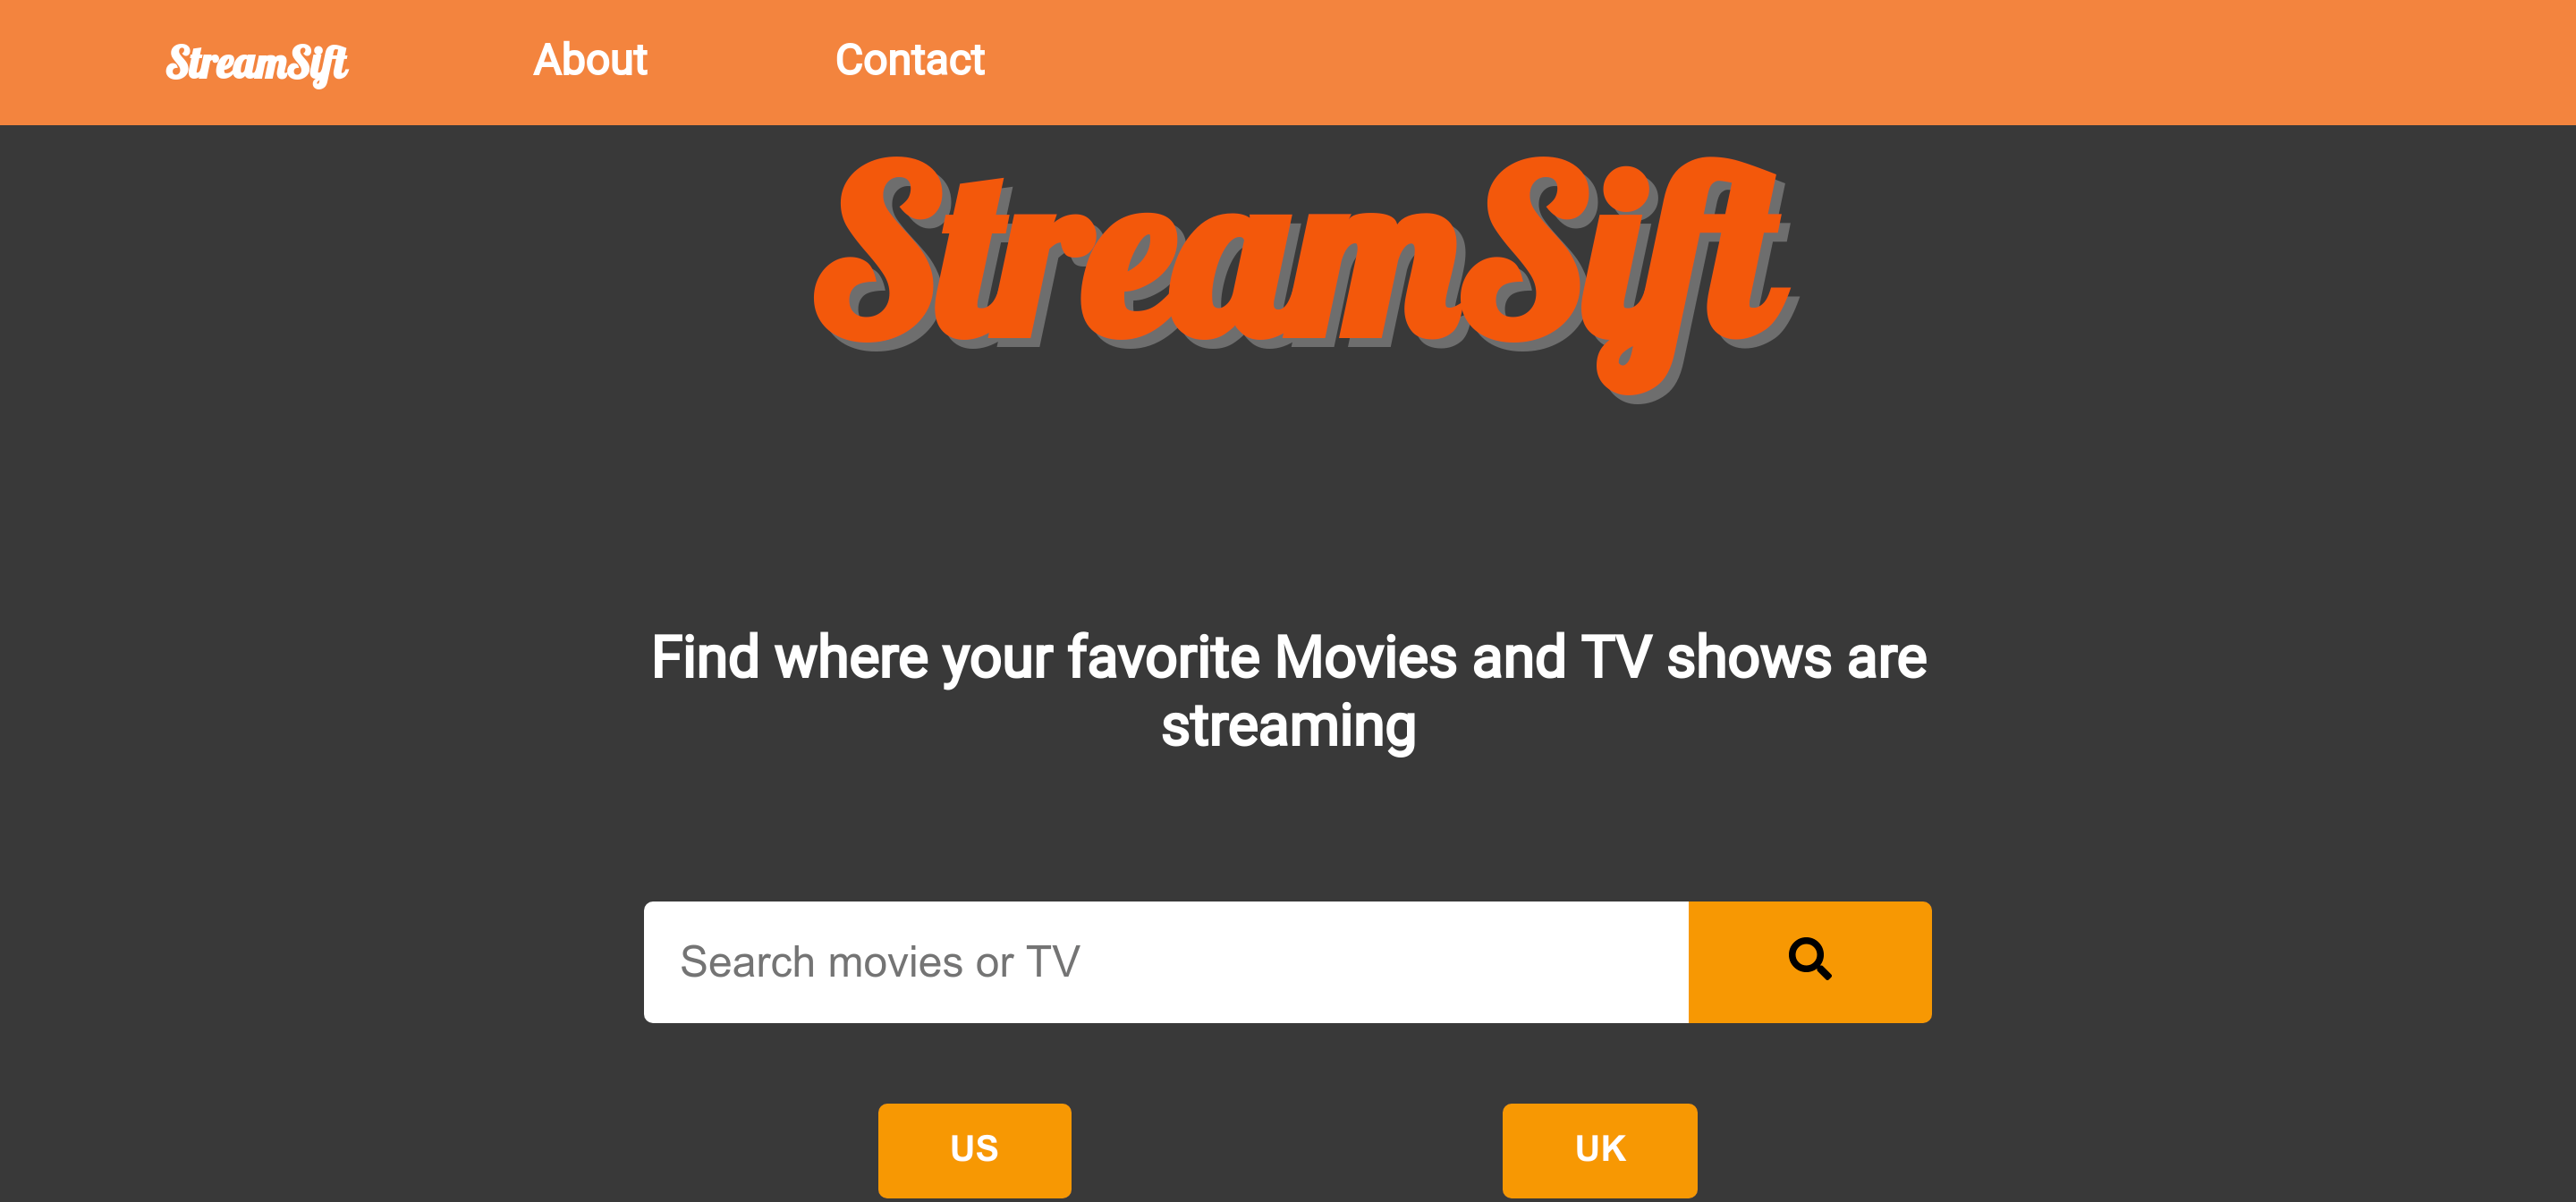 StreamSift About Contact
StreamSift
Find where your favorite Movies and TV shows are
streaming
Search movies or TV
US UK